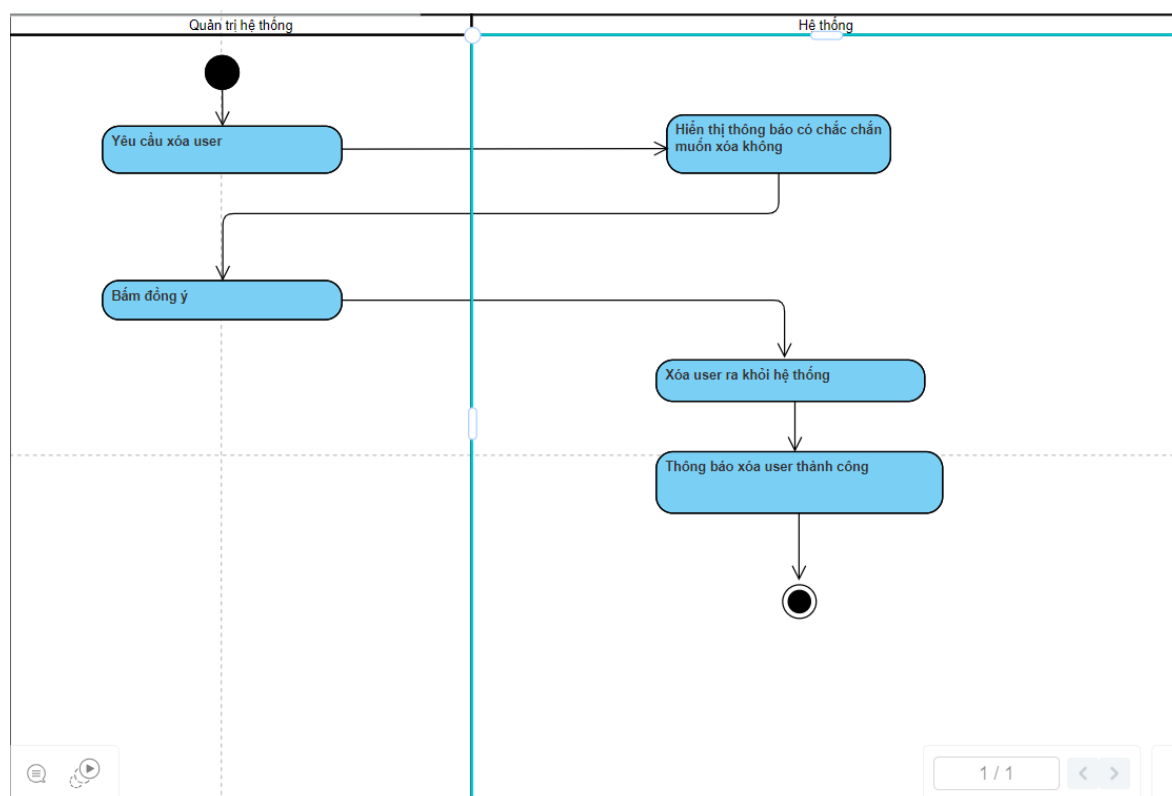 Quản trị hệ thống
Hệ thống
Yêu cầu xóa user
Hiển thị thông báo có chắc chắn
muốn xóa không
Bấm đồng ý
Xóa user ra khỏi hệ thống
Thông báo xóa user thành công
1 / 1